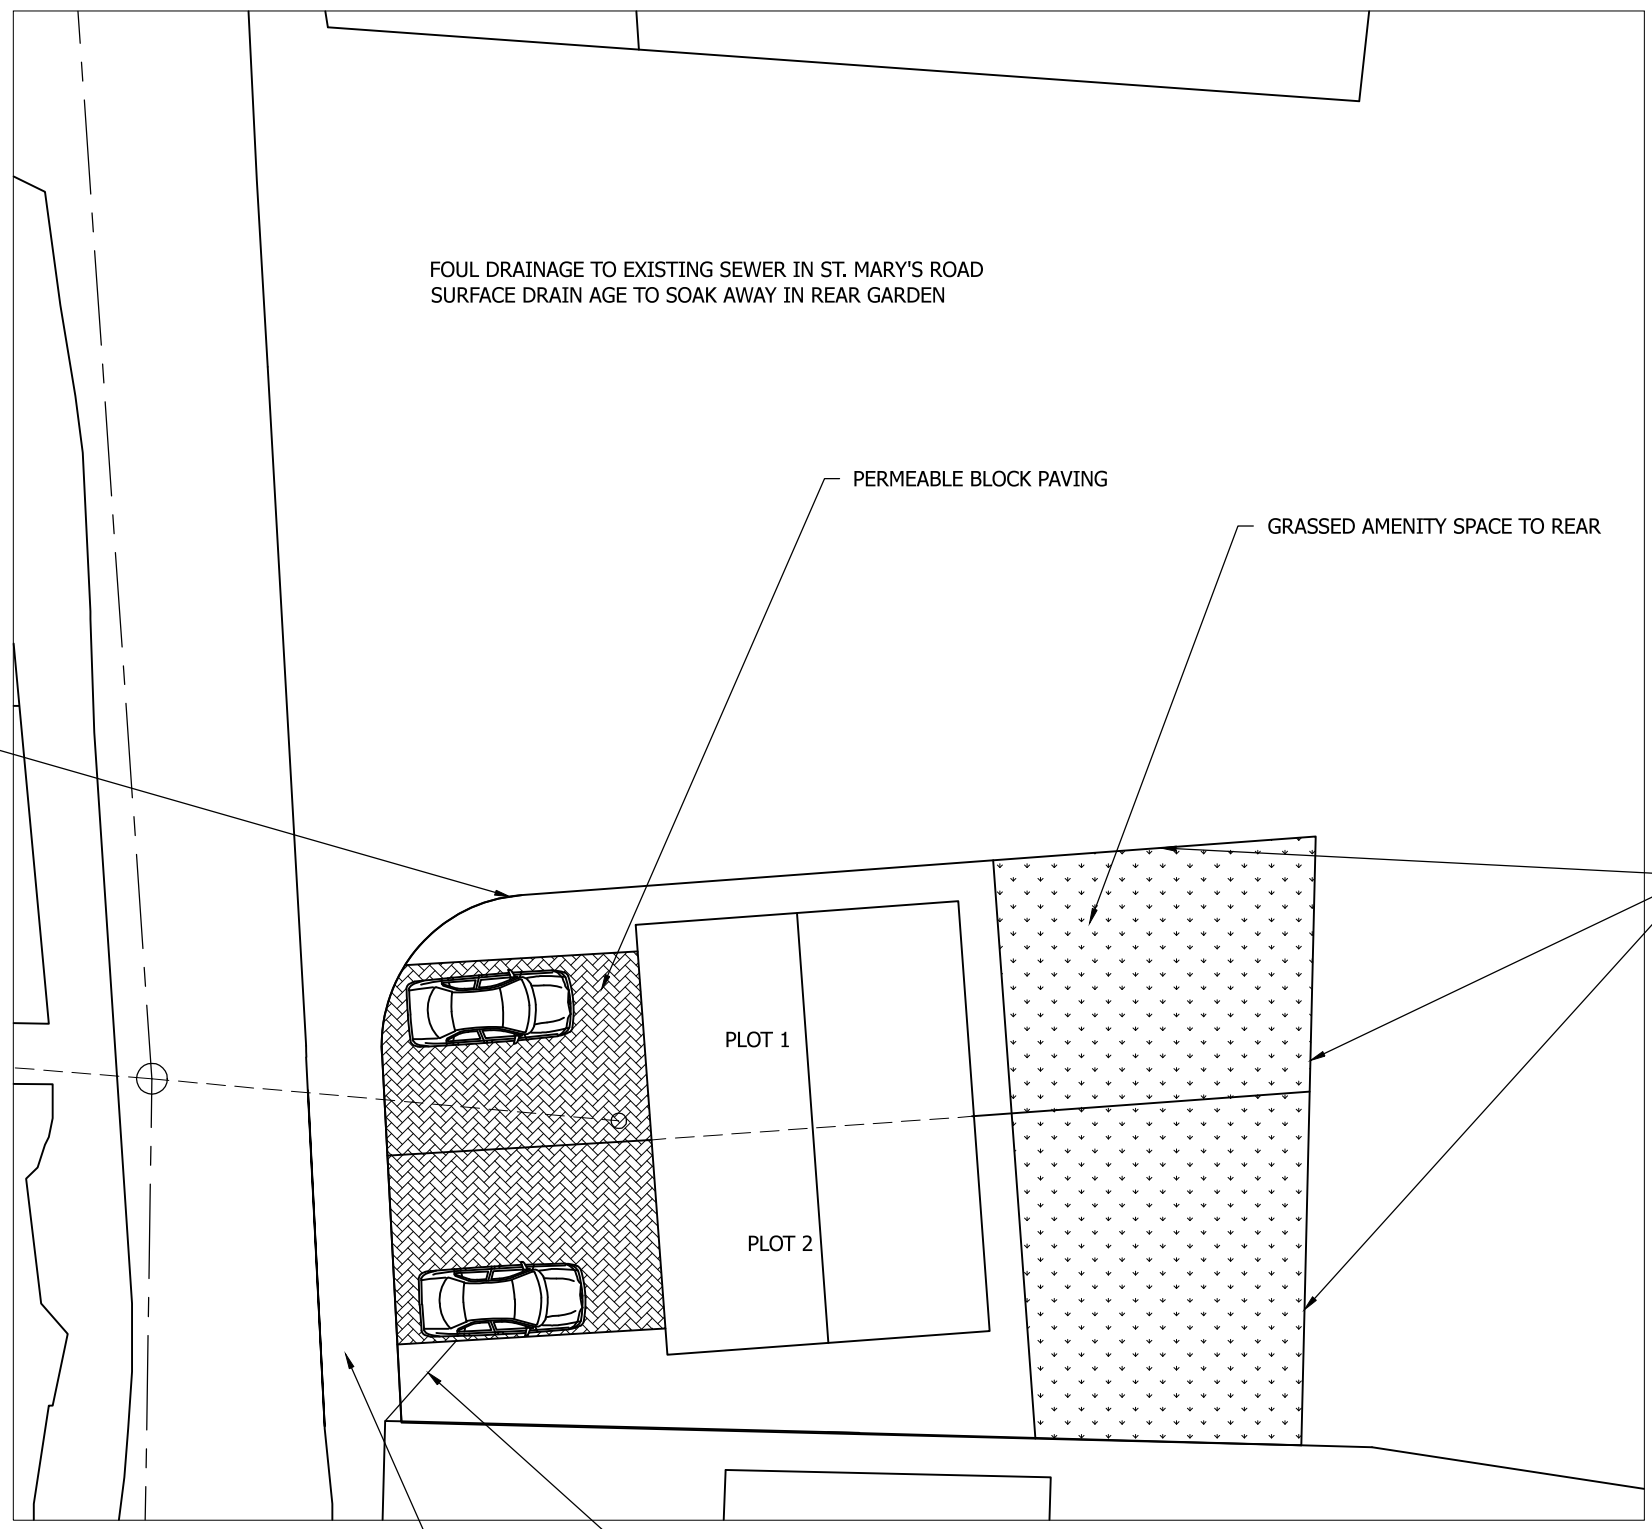 FOUL DRAINAGE TO EXISTING SEWER IN ST. MARY'S ROAD
SURFACE DRAIN AGE TO SOAK AWAY IN REAR GARDEN
PERMEABLE BLOCK PAVING
GRASSED AMENITY SPACE TO REAR
PLOT 1
PLOT 2